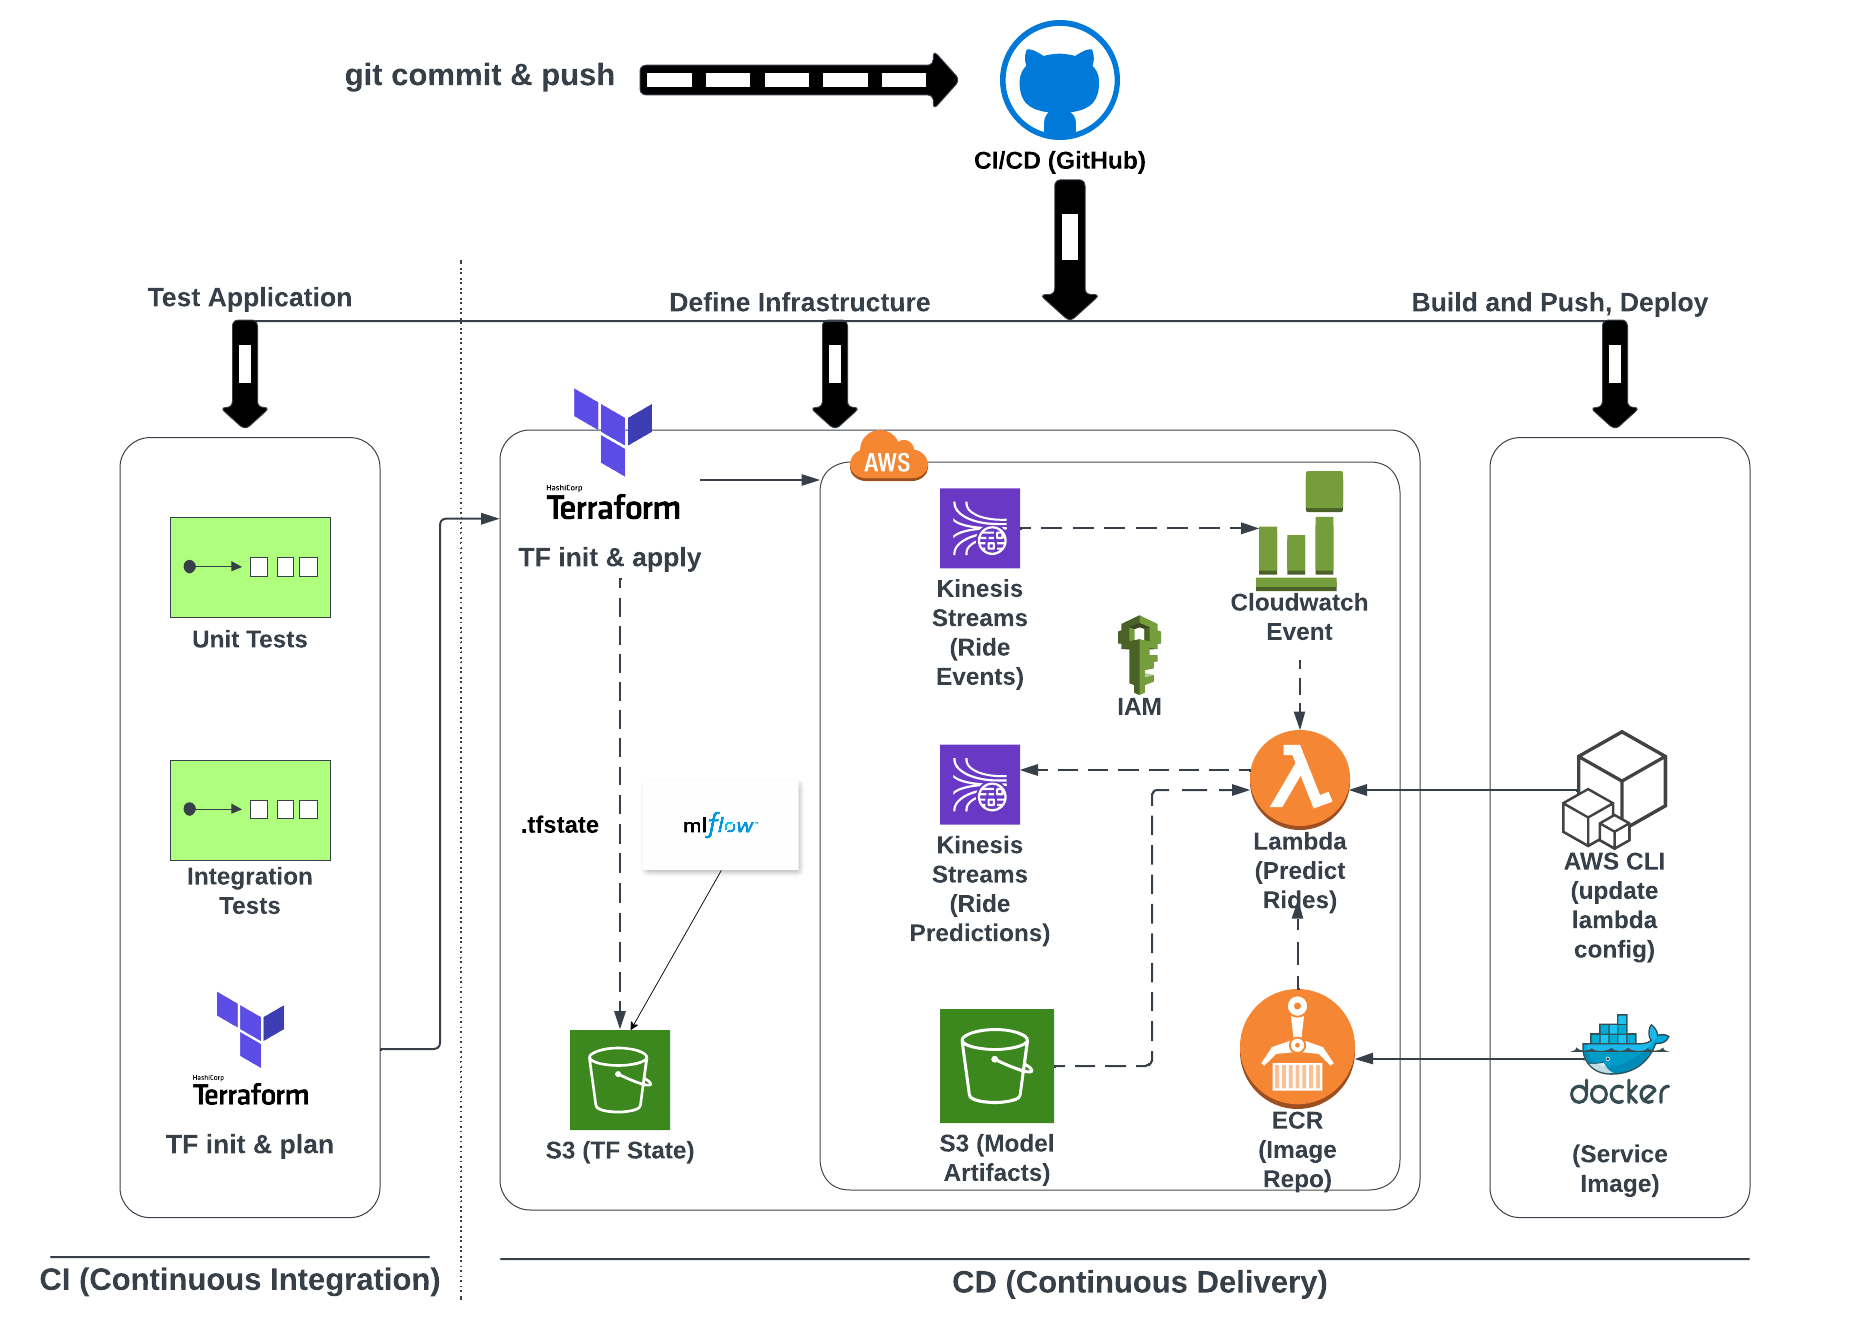 git commit & push
CI/CD (GitHub)
Test Application
Define Infrastructure
Build and Push, Deploy
Unit Tests
Integration
Tests
HashiCorp
Terraform
TF init & plan
HashiCorp
Terraform
TF init & apply
.tfstate
mlflow™
S3 (TF State)
AWS
Kinesis
Streams
(Ride
Events)
Cloudwatch
Event
IAM
Kinesis
Streams
(Ride
Predictions)
Lambda
(Predict
Rides)
S3 (Model
Artifacts)
ECR
(Image
Repo)
AWS CLI
(update
lambda
config)
docker
(Service
Image)
CI (Continuous Integration)
CD (Continuous Delivery)